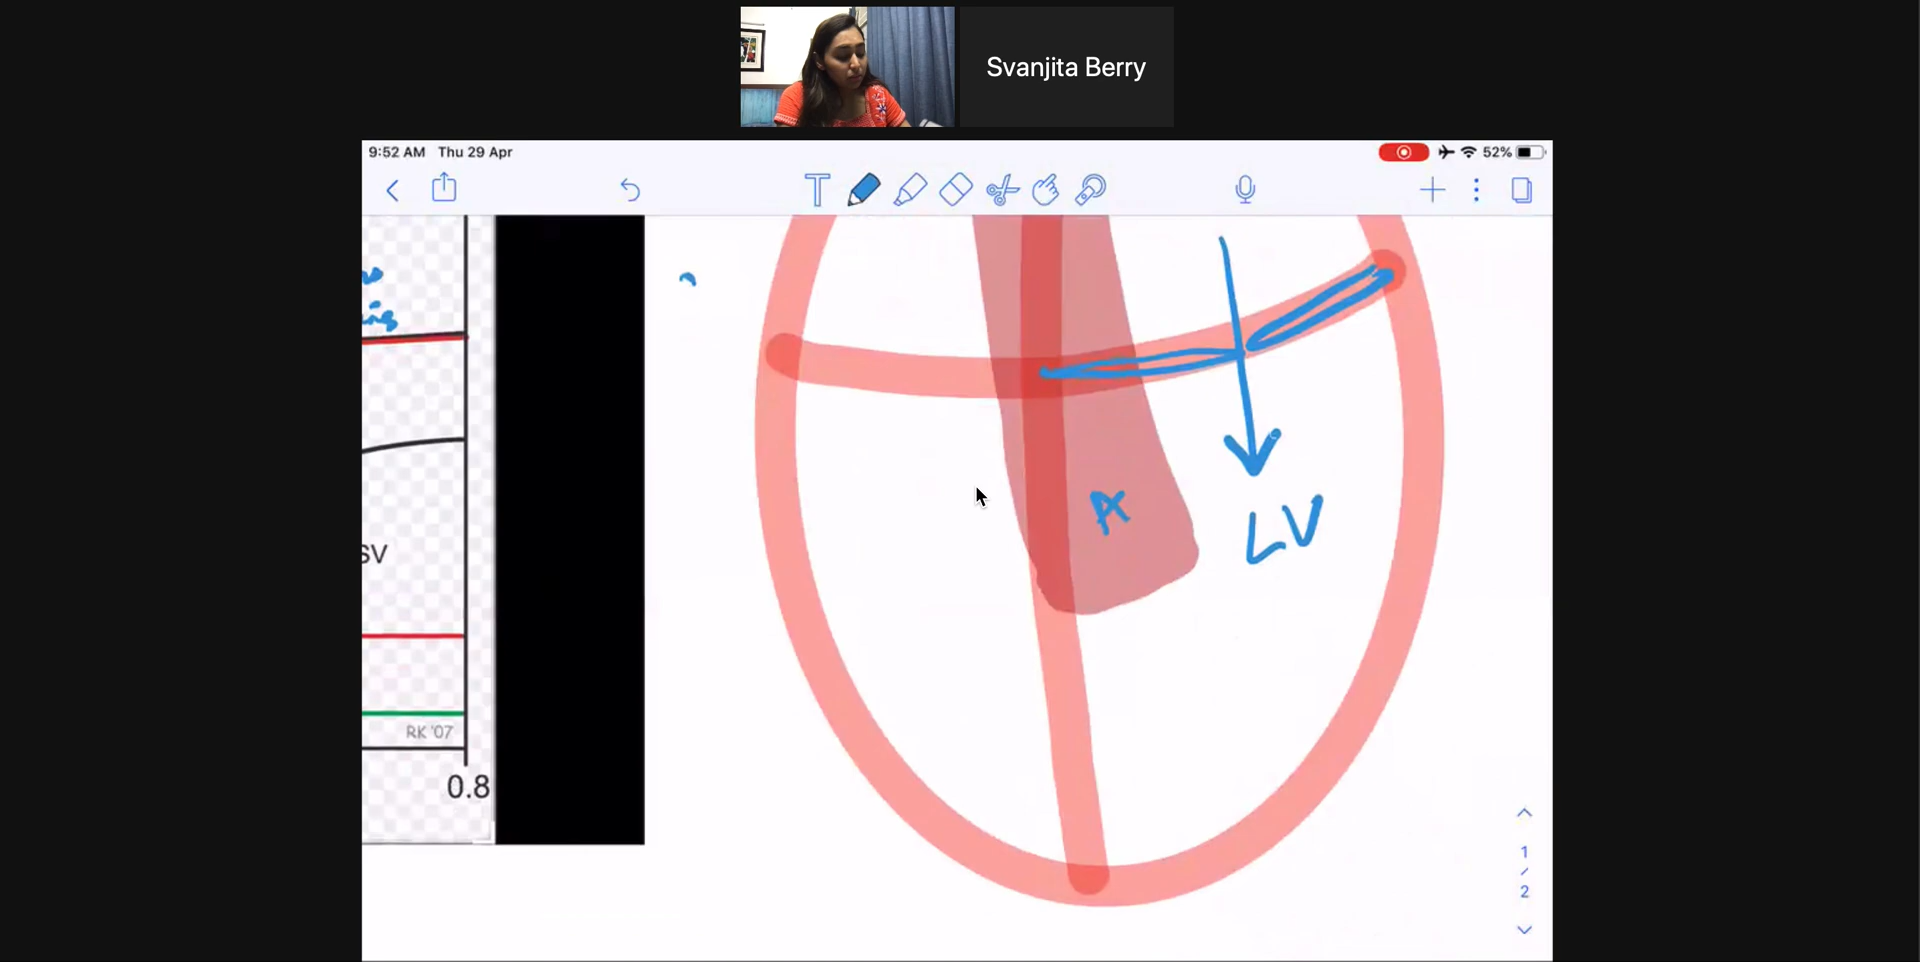 Svanjita Berry
9:52 AM Thu 29 Apr
52%
T
SV
A
LV
RK '07
0.8
1
/
2